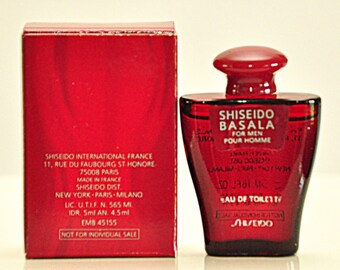 SHISEIDO INTERNATIONAL FRANCE
11, RUE DU FAUBOURG ST HONORE.
75008 PARIS
MADE IN FRANCE
SHISEIDO DIST.
NEW YORK - PARIS - MILANO
LIC. U.T.I.F. N. 565 MI.
IDR. 5ml AN. 4.5ml
EMB 45155
NOT FOR INDIVIDUAL SALE
SHISEIDO
BASALA
FOR MEN
POUR HOMME
EAU DE TOILETTE
SHISEIDO